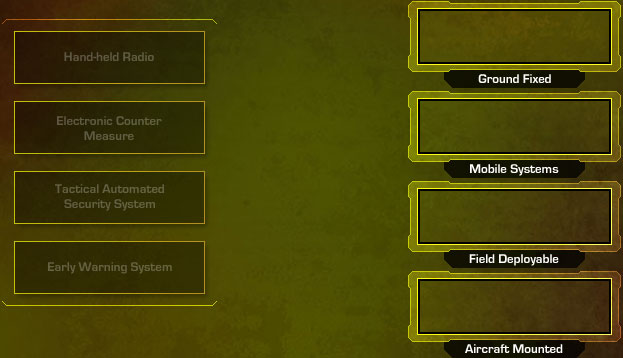 Hand-held Radio
Electronic Counter
Measure
Tactical Automated
Security System
Early Warning System
Ground Fixed
Mobile Systems
Field Deployable
Aircraft Mounted